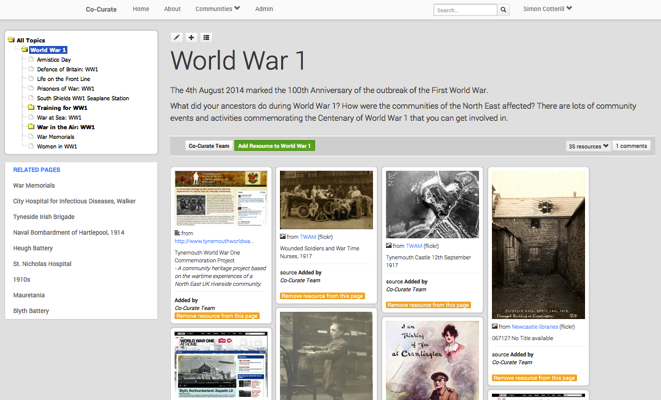 Co-Curate Home About Communities Admin Search... Simon Cotterill
All Topics
World War 1
Armistice Day
Defence of Britain: WW1
Life on the Front Line
Prisoners of War: WW1
South Shields WW1 Seaplane Station
Training for WW1
War at Sea: WW1
War in the Air: WW1
War Memorials
Women in WW1
RELATED PAGES
War Memorials
City Hospital for Infectious Diseases, Walker
Tyneside Irish Brigade
Naval Bombardment of Hartlepool, 1914
Heugh Battery
St. Nicholas Hospital
1910s
Mauretania
Blyth Battery
World War 1
The 4th August 2014 marked the 100th Anniversary of the outbreak of the First World War.
What did your ancestors do during World War 1? How were the communities of the North East affected? There are lots of community
events and activities commemorating the Centenary of World War 1 that you can get involved in.
Co-Curate Team Add Resource to World War 1 35 resources 1 comments
from
http://www.tynemouthworldwa...
Tynemouth World War One
Commemoration Project
- A community heritage project based
on the wartime experiences of a
North East UK riverside community.
Added by
Co-Curate Team
Remove resource from this page
WORLD WAR ONE
AT HOME
from TWAM (flickr)
Wounded Soldiers and War Time
Nurses, 1917
source Added by
Co-Curate Team
Remove resource from this page
from TWAM (flickr)
Tynemouth Castle 12th September
1917
source Added by
Co-Curate Team
Remove resource from this page
I am
Thinking
of You
at Cramlington
from Newcastle libraries (flickr)
067127:No Title available
source Added by
Co-Curate Team
Remove resource from this page